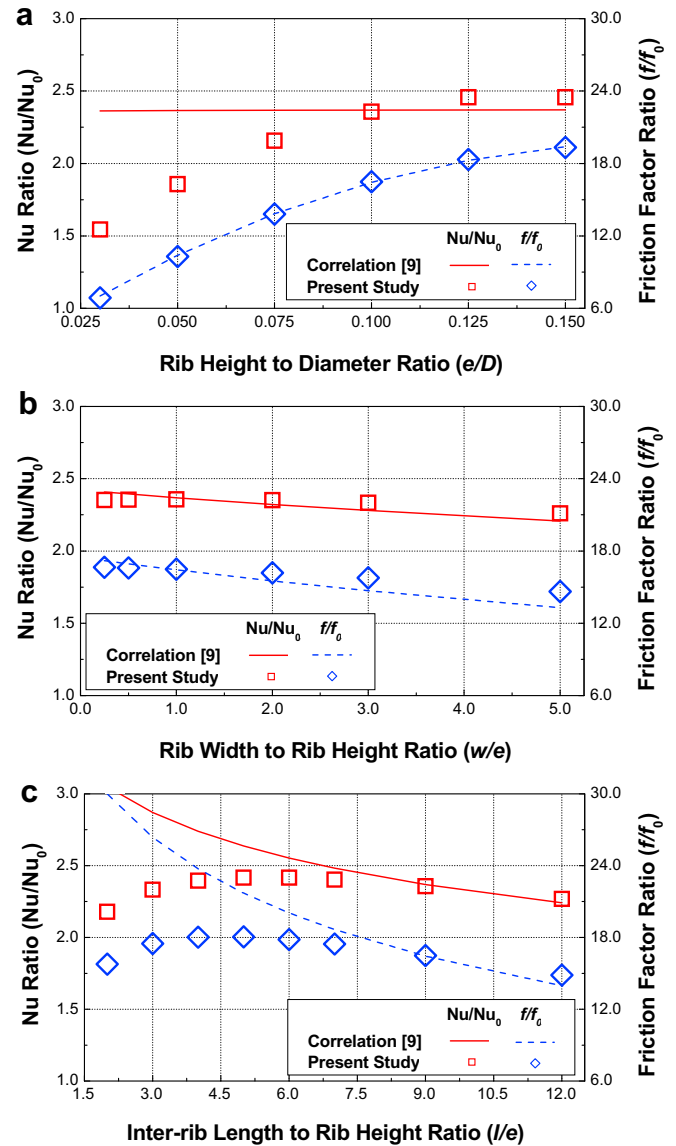 a
3.0
2.5
2.0
1.5
1.0
Nu Ratio (Nu/Nu₀)
30.0
24.0
18.0
12.0
6.0
Friction Factor Ratio (f/f₀)
Nu/Nu₀ f/f₀
Correlation [9]
Present Study
0.025 0.050 0.075 0.100 0.125 0.150
Rib Height to Diameter Ratio (e/D)
b
3.0
2.5
2.0
1.5
1.0
Nu Ratio (Nu/Nu₀)
30.0
24.0
18.0
12.0
6.0
Friction Factor Ratio (f/f₀)
Nu/Nu₀ f/f₀
Correlation [9]
Present Study
0.0 1.0 2.0 3.0 4.0 5.0
Rib Width to Rib Height Ratio (w/e)
c
3.0
2.5
2.0
1.5
1.0
Nu Ratio (Nu/Nu₀)
30.0
24.0
18.0
12.0
6.0
Friction Factor Ratio (f/f₀)
Nu/Nu₀ f/f₀
Correlation [9]
Present Study
1.5 3.0 4.5 6.0 7.5 9.0 10.5 12.0
Inter-rib Length to Rib Height Ratio (l/e)